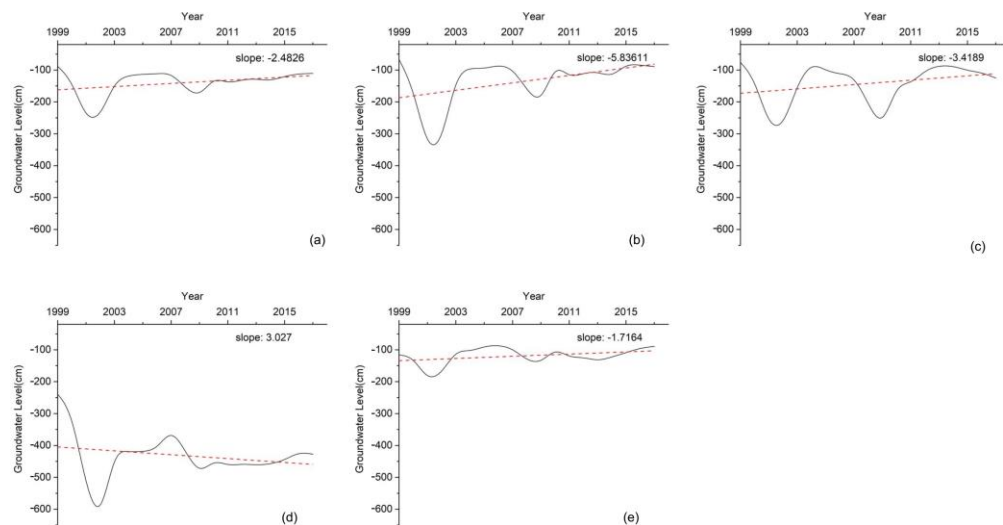 Year
1999 2003 2007 2011 2015
slope: -2.4826
-100
-200
-300
-400
-500
-600
Groundwater Level(cm)
(a)
Year
1999 2003 2007 2011 2015
slope: -5.83611
-100
-200
-300
-400
-500
-600
Groundwater Level(cm)
(b)
Year
1999 2003 2007 2011 2015
slope: -3.4189
-100
-200
-300
-400
-500
-600
Groundwater Level(cm)
(c)
Year
1999 2003 2007 2011 2015
slope: 3.027
-100
-200
-300
-400
-500
-600
Groundwater Level(cm)
(d)
Year
1999 2003 2007 2011 2015
slope: -1.7164
-100
-200
-300
-400
-500
-600
Groundwater Level(cm)
(e)